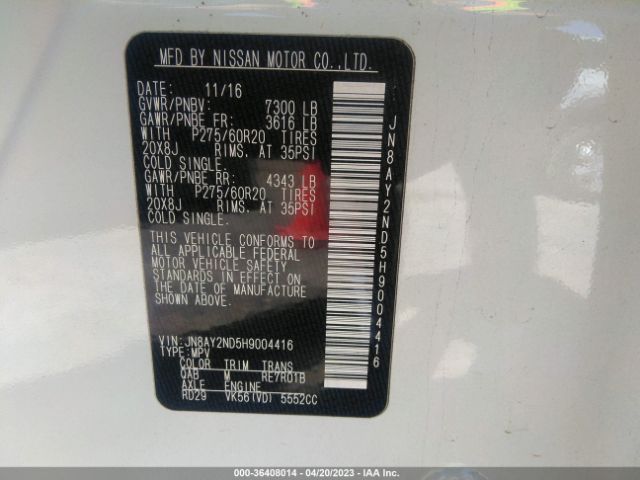 MFD BY NISSAN MOTOR CO.,LTD.
DATE: 11/16
GVWR/PNBV: 7300 LB
GAWR/PNBE FR: 3616 LB
WITH P275/60R20 TIRES
20X8J RIMS. AT 35PSI
COLD SINGLE.
GAWR/PNBE RR: 4343 LB
WITH P275/60R20 TIRES
20X8J RIMS. AT 35PSI
COLD SINGLE.
THIS VEHICLE CONFORMS TO
ALL APPLICABLE FEDERAL
MOTOR VEHICLE SAFETY
STANDARDS IN EFFECT ON
THE DATE OF MANUFACTURE
SHOWN ABOVE.
VIN:JN8AY2ND5H9004416
TYPE:MPV
COLOR TRIM TRANS
QAB M RE7R01B
AXLE ENGINE
RD29 VK56(VD) 5552CC
JN8AY2ND5H9004416
000-36408014 - 04/20/2023 - IAA Inc.